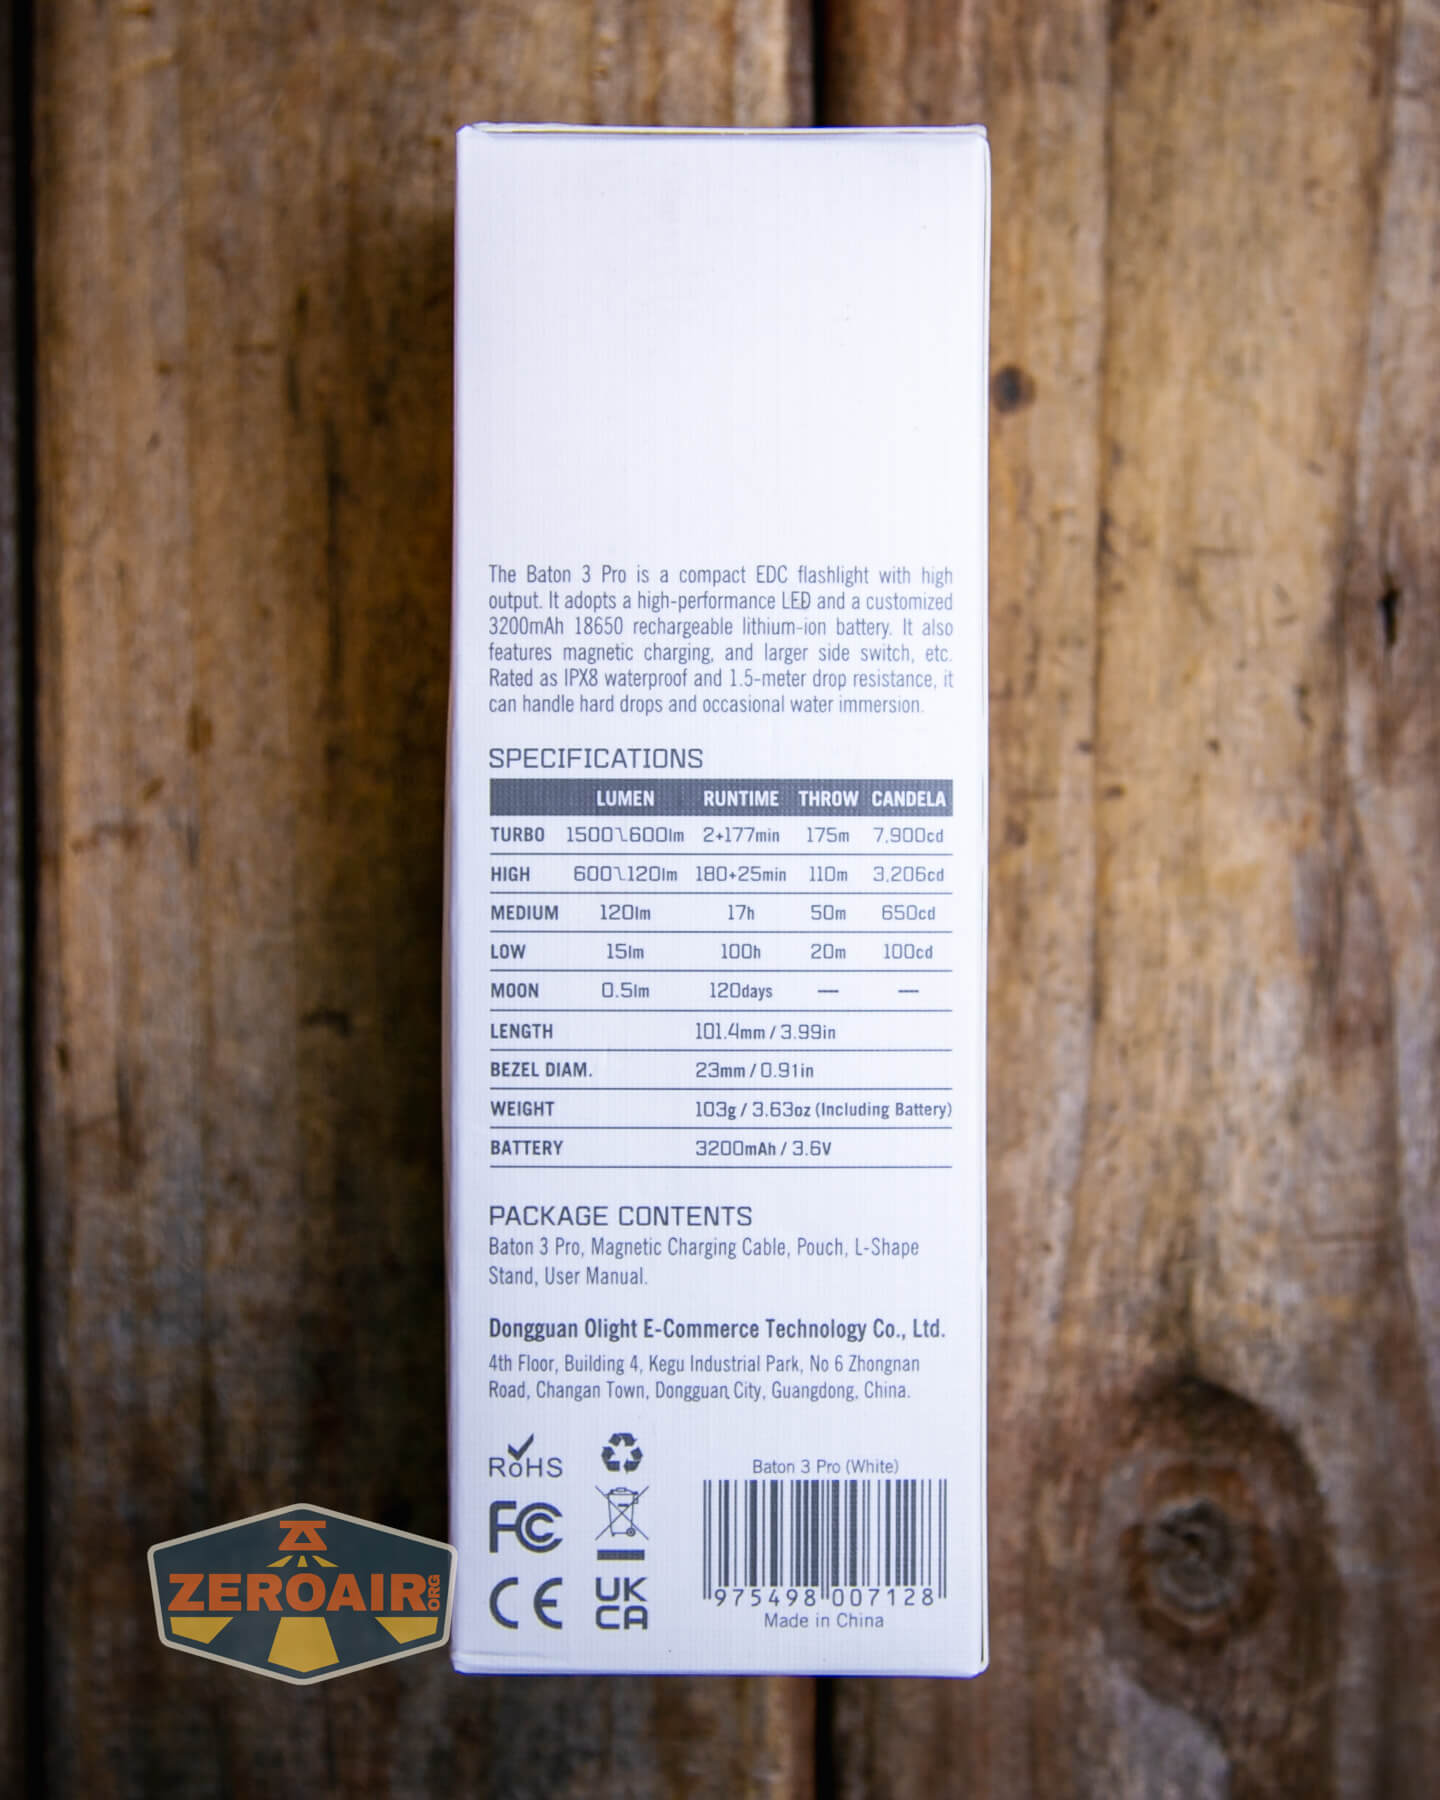 The Baton 3 Pro is a compact EDC flashlight with high
output. It adopts a high-performance LED and a customized
3200mAh 18650 rechargeable lithium-ion battery. It also
features magnetic charging, and larger side switch, etc.
Rated as IPX8 waterproof and 1.5-meter drop resistance, it
can handle hard drops and occasional water immersion.
SPECIFICATIONS
LUMEN RUNTIME THROW CANDELA
TURBO 1500~600lm 2+177min 175m 7,900cd
HIGH 600~120lm 180+25min 110m 3,206cd
MEDIUM 120lm 17h 50m 650cd
LOW 15lm 100h 20m 100cd
MOON 0.5lm 120days — —
LENGTH 101.4mm / 3.99in
BEZEL DIAM. 23mm / 0.91in
WEIGHT 103g / 3.63oz (Including Battery)
BATTERY 3200mAh / 3.6V
PACKAGE CONTENTS
Baton 3 Pro, Magnetic Charging Cable, Pouch, L-Shape
Stand, User Manual.
Dongguan Olight E-Commerce Technology Co., Ltd.
4th Floor, Building 4, Kegu Industrial Park, No 6 Zhongnan
Road, Changan Town, Dongguan City, Guangdong, China.
RoHS
FC
CE
UK
CA
Baton 3 Pro (White)
975498 007128
Made in China
ZEROAIR.ORG